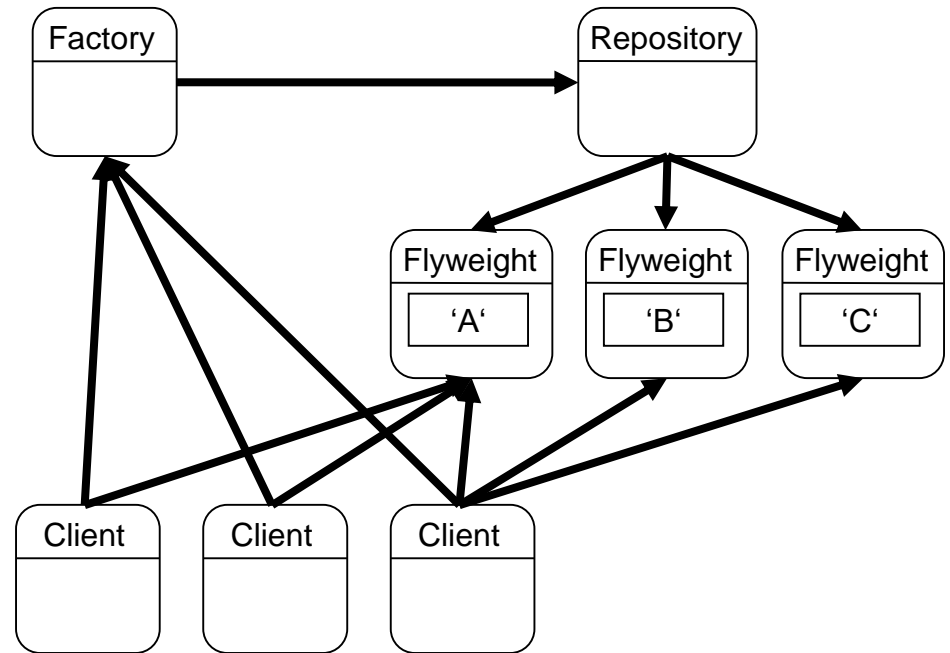 Factory
Repository
Flyweight
Flyweight
Flyweight
‘A‘
‘B‘
‘C‘
Client
Client
Client